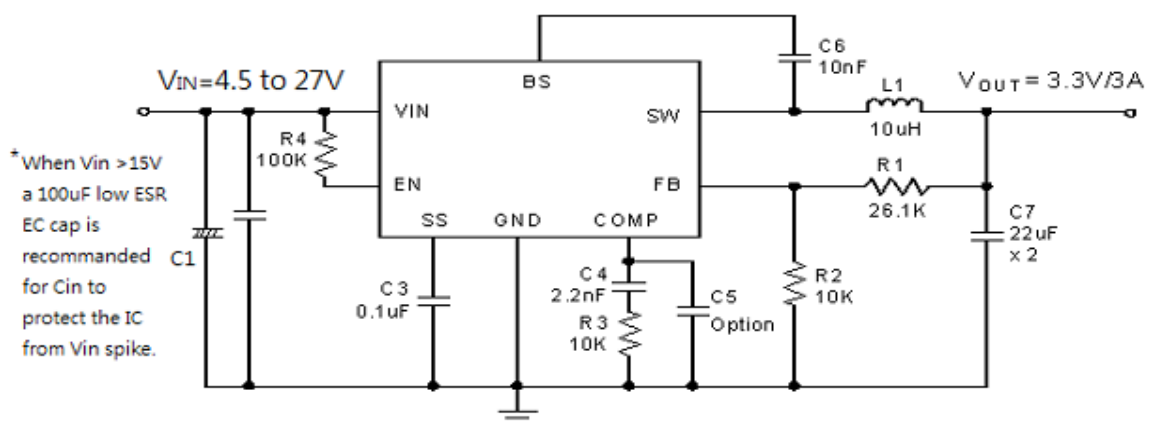 VIN=4.5 to 27V
*When Vin >15V
a 100uF low ESR
EC cap is
recommanded
for Cin to
protect the IC
from Vin spike.
C1
R4
100K
VIN
BS
SW
EN
FB
SS
GND
COMP
C6
10nF
L1
10uH
VOUT= 3.3V/3A
R1
26.1K
C7
22uF
x 2
C3
0.1uF
C4
2.2nF
R3
10K
C5
Option
R2
10K